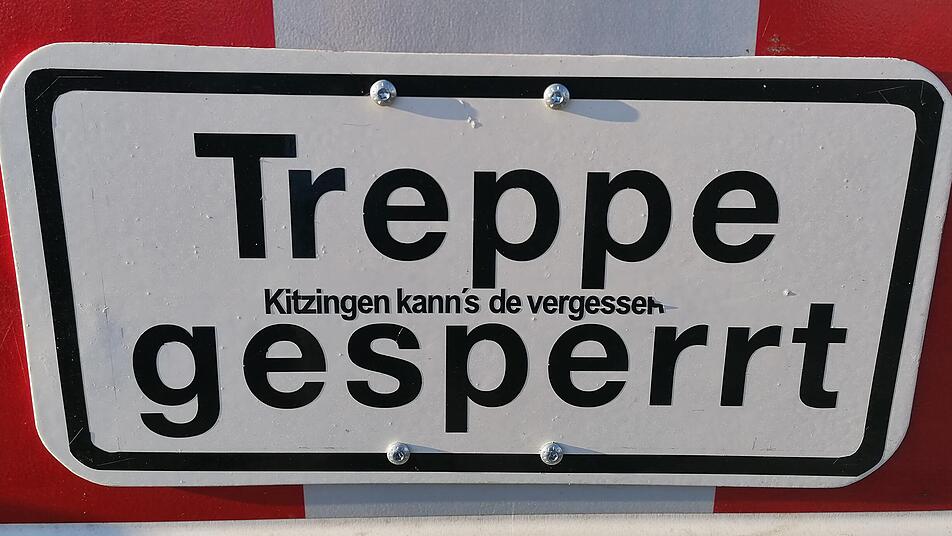 Treppe
Kitzingen kann´s de vergessen
gesperrt